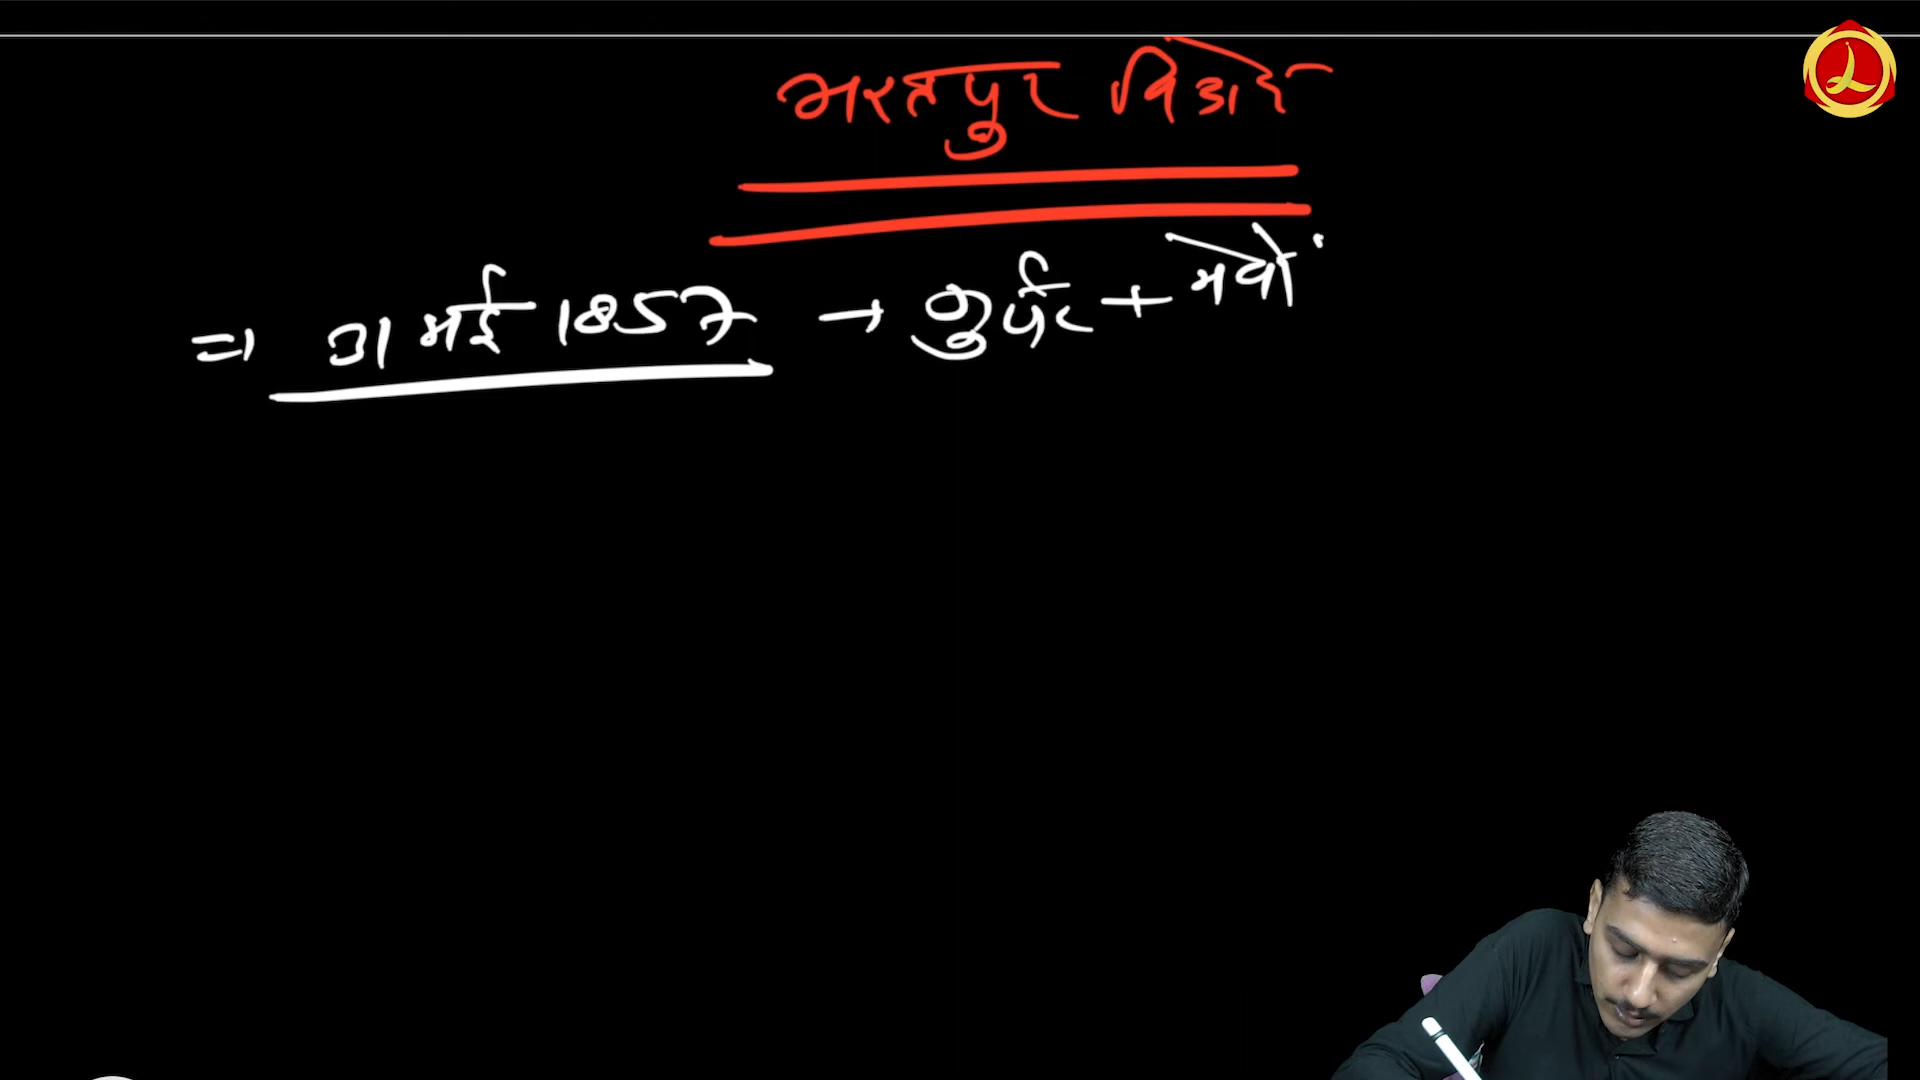 भरतपुर विद्रोह
⇒ 31 मई 1857 → गुर्जर + मेवों